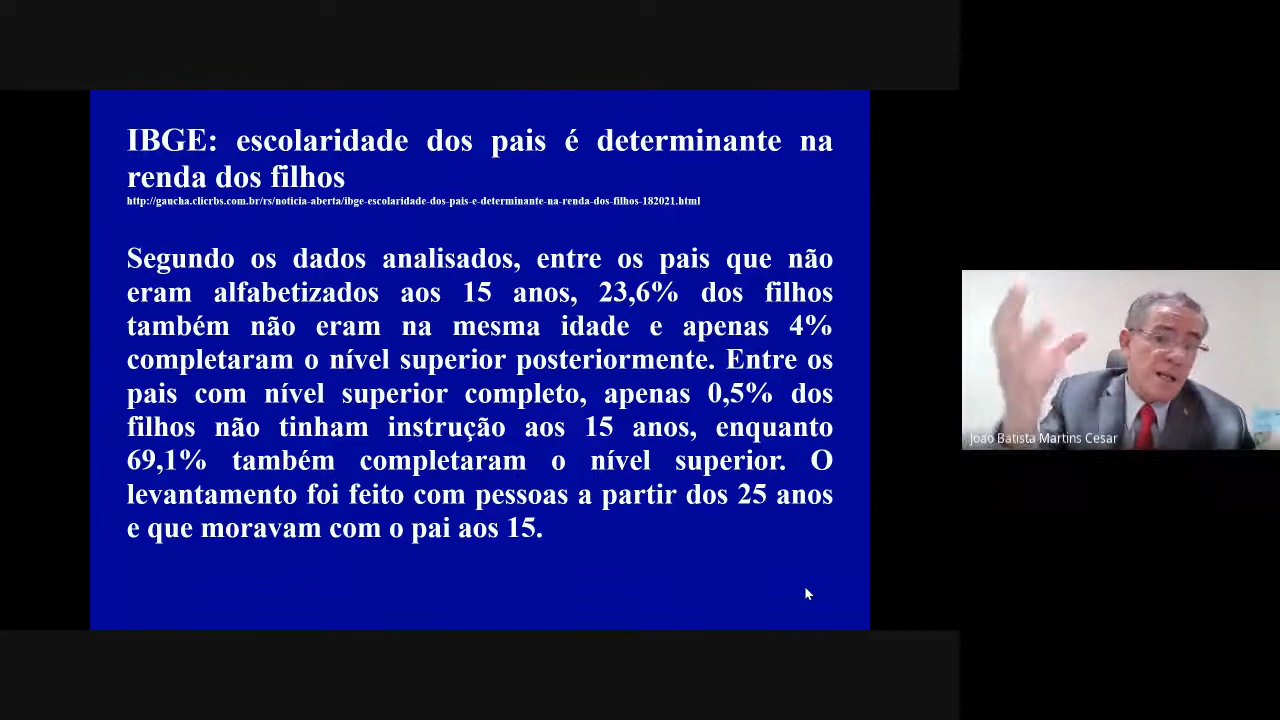 IBGE: escolaridade dos pais é determinante na
renda dos filhos
http://gaucha.clicrbs.com.br/rs/noticia-aberta/ibge-escolaridade-dos-pais-e-determinante-na-renda-dos-filhos-182021.html
Segundo os dados analisados, entre os pais que não
eram alfabetizados aos 15 anos, 23,6% dos filhos
também não eram na mesma idade e apenas 4%
completaram o nível superior posteriormente. Entre os
pais com nível superior completo, apenas 0,5% dos
filhos não tinham instrução aos 15 anos, enquanto
69,1% também completaram o nível superior. O
levantamento foi feito com pessoas a partir dos 25 anos
e que moravam com o pai aos 15.
João Batista Martins Cesar